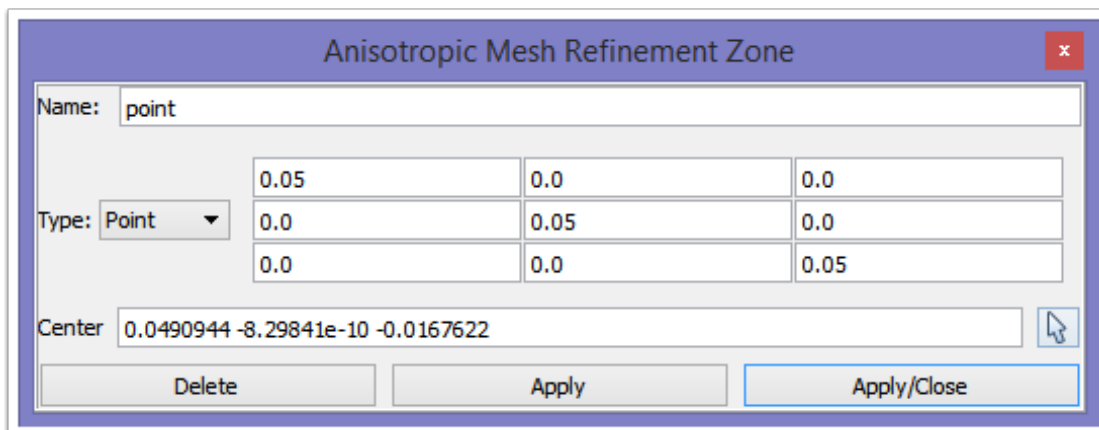 Anisotropic Mesh Refinement Zone
x
Name: point
0.05 0.0 0.0
Type: Point 0.0 0.05 0.0
0.0 0.0 0.05
Center 0.0490944 -8.29841e-10 -0.0167622
Delete Apply Apply/Close